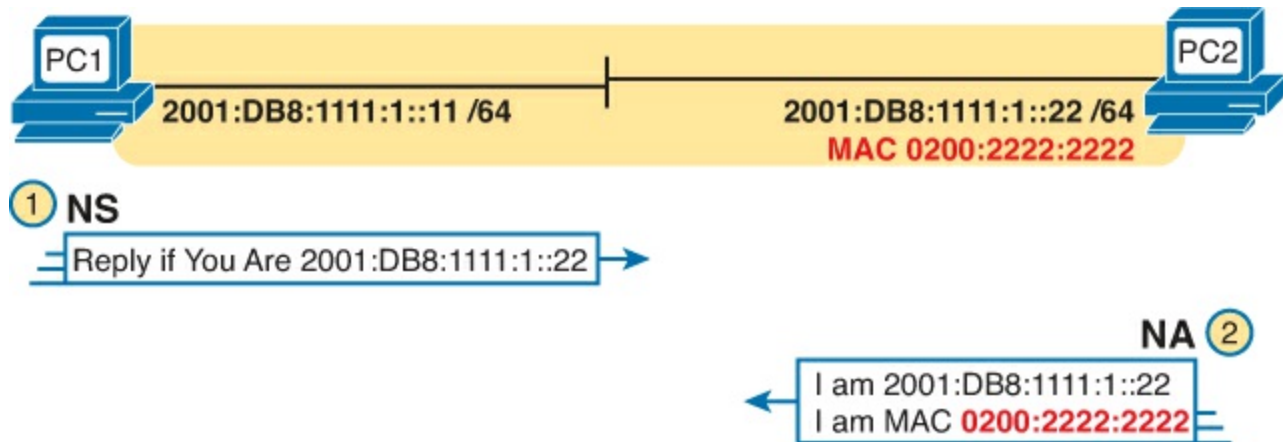 PC1
PC2
2001:DB8:1111:1::11 /64
2001:DB8:1111:1::22 /64
MAC 0200:2222:2222
1 NS
Reply if You Are 2001:DB8:1111:1::22
NA 2
I am 2001:DB8:1111:1::22
I am MAC 0200:2222:2222